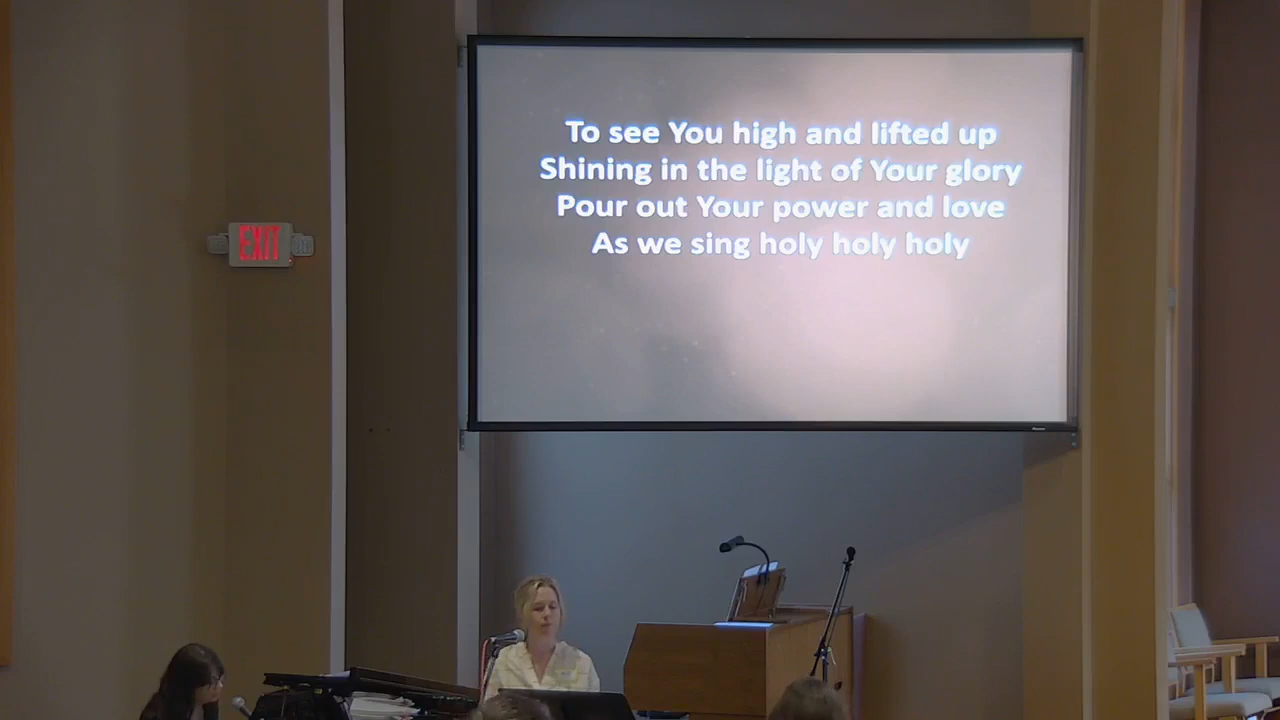 To see You high and lifted up
Shining in the light of Your glory
Pour out Your power and love
As we sing holy holy holy
EXIT